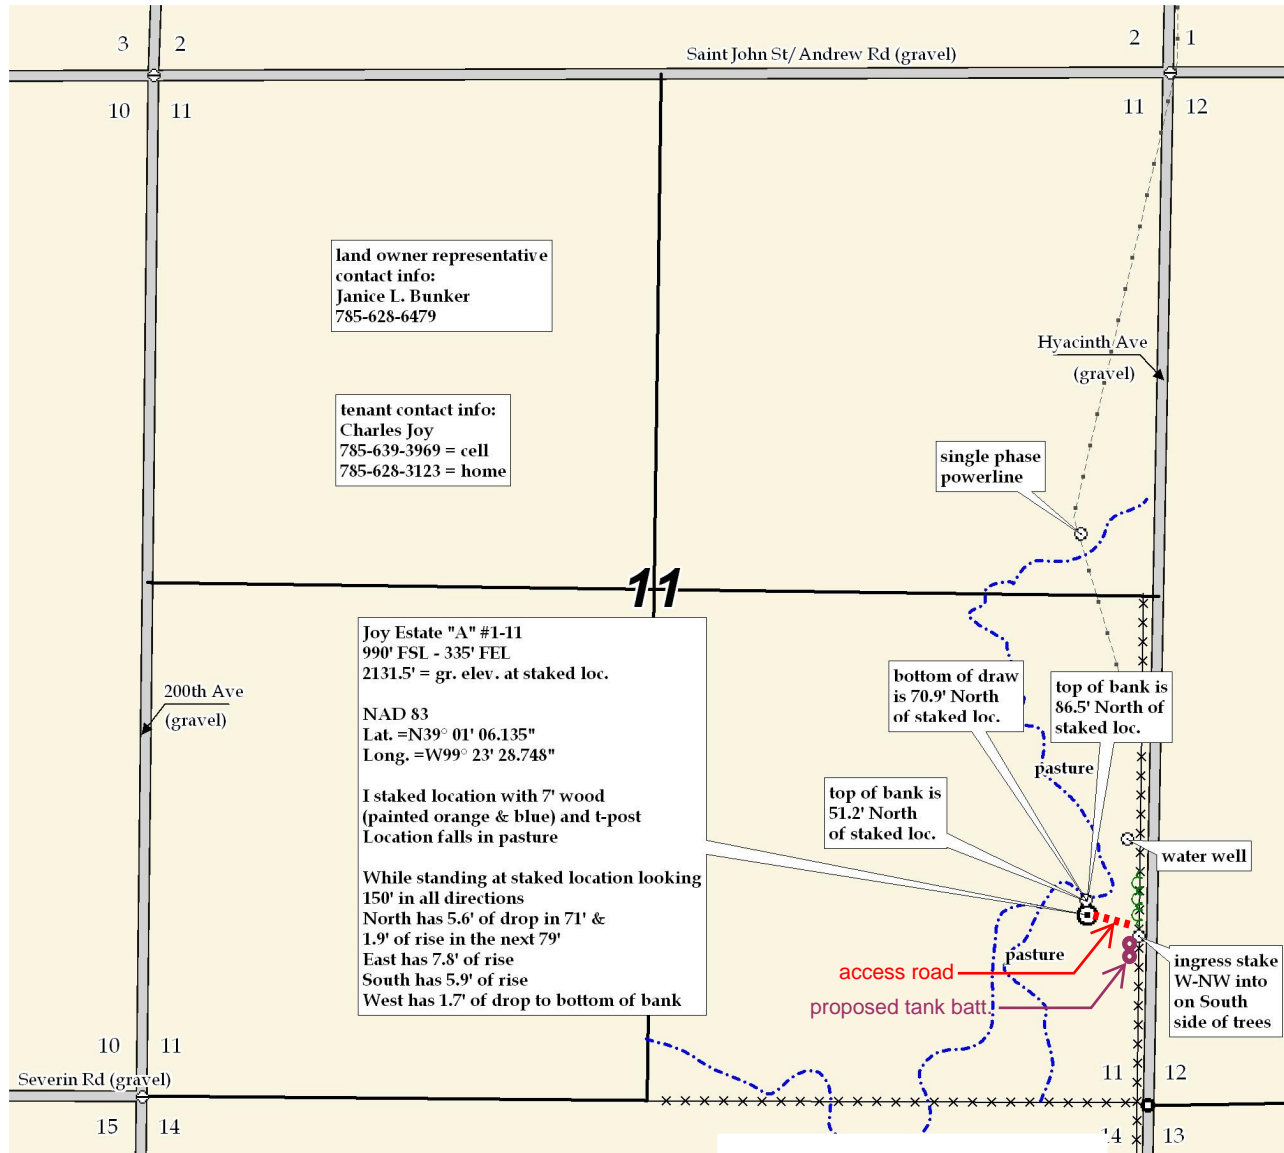 3 2
2 1
Saint John St/Andrew Rd (gravel)
10 11
11 12
land owner representative
contact info:
Janice L. Bunker
785-628-6479
Hyacinth Ave
(gravel)
tenant contact info:
Charles Joy
785-639-3969 = cell
785-628-3123 = home
single phase
powerline
11
Joy Estate "A" #1-11
990' FSL - 335' FEL
2131.5' = gr. elev. at staked loc.
NAD 83
Lat. =N39° 01' 06.135"
Long. =W99° 23' 28.748"
I staked location with 7' wood
(painted orange & blue) and t-post
Location falls in pasture
While standing at staked location looking
150' in all directions
North has 5.6' of drop in 71' &
1.9' of rise in the next 79'
East has 7.8' of rise
South has 5.9' of rise
West has 1.7' of drop to bottom of bank
200th Ave
(gravel)
bottom of draw
is 70.9' North
of staked loc.
top of bank is
86.5' North of
staked loc.
pasture
top of bank is
51.2' North
of staked loc.
water well
pasture
access road
proposed tank batt.
ingress stake
W-NW into
on South
side of trees
10 11
Severin Rd (gravel)
15 14
11 12
14 13